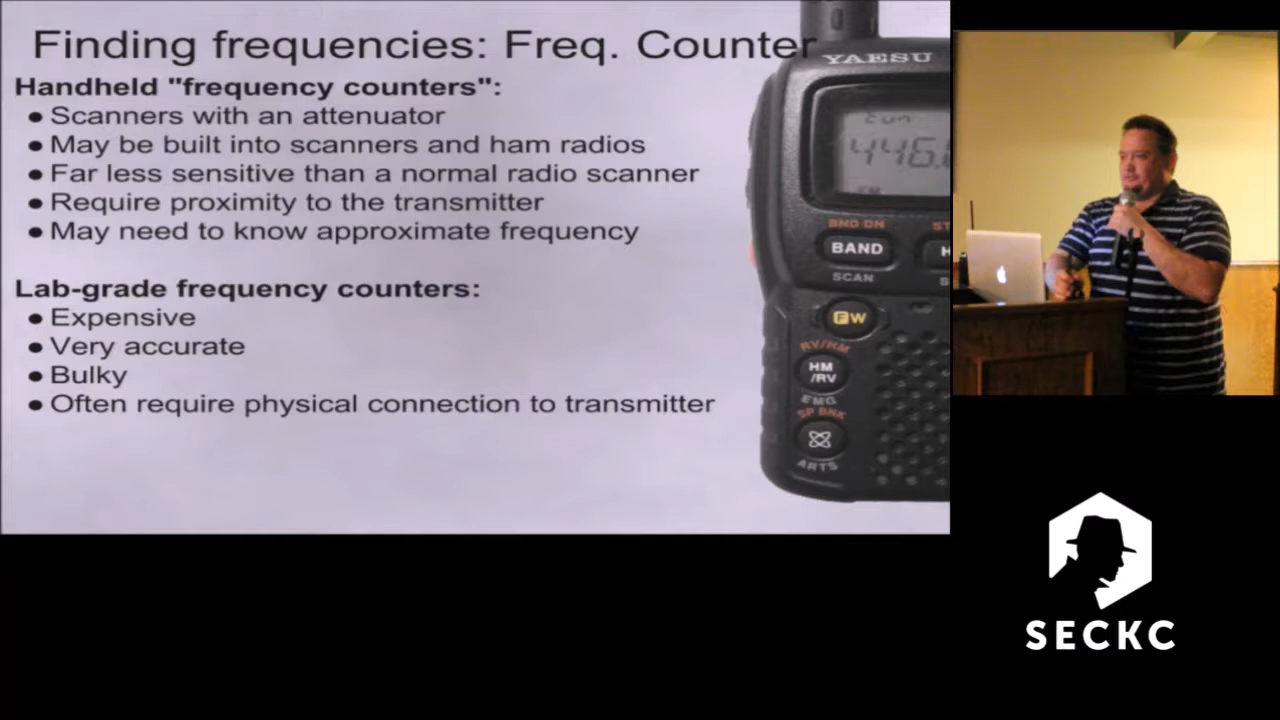 Finding frequencies: Freq. Counter
Handheld "frequency counters":
● Scanners with an attenuator
● May be built into scanners and ham radios
● Far less sensitive than a normal radio scanner
● Require proximity to the transmitter
● May need to know approximate frequency
Lab-grade frequency counters:
● Expensive
● Very accurate
● Bulky
● Often require physical connection to transmitter
YAESU
446.
BND DN
BAND
SCAN
FW
RV/HM
HM
/RV
EMG
SP BNK
ARTS
SECKC